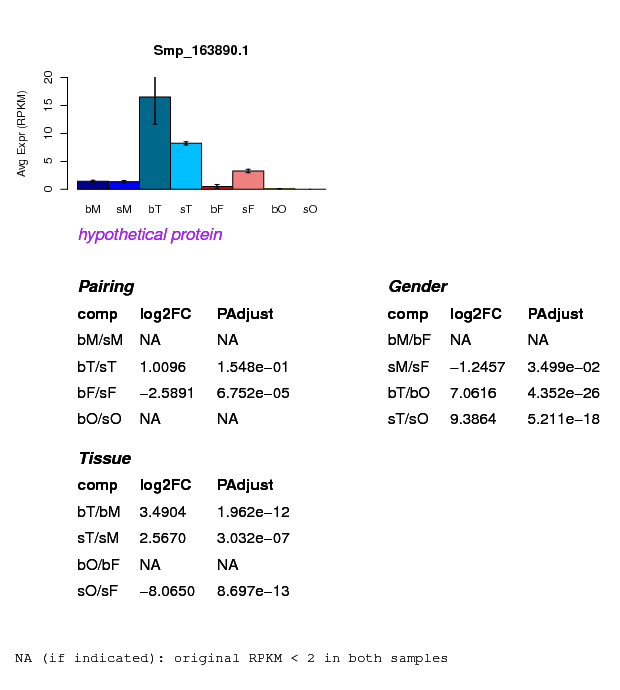 Smp_163890.1
Avg Expr (RPKM)
20
15
10
5
0
bM sM bT sT bF sF bO sO
hypothetical protein
Pairing
comp log2FC PAdjust
bM/sM NA NA
bT/sT 1.0096 1.548e−01
bF/sF −2.5891 6.752e−05
bO/sO NA NA
Gender
comp log2FC PAdjust
bM/bF NA NA
sM/sF −1.2457 3.499e−02
bT/bO 7.0616 4.352e−26
sT/sO 9.3864 5.211e−18
Tissue
comp log2FC PAdjust
bT/bM 3.4904 1.962e−12
sT/sM 2.5670 3.032e−07
bO/bF NA NA
sO/sF −8.0650 8.697e−13
NA (if indicated): original RPKM < 2 in both samples